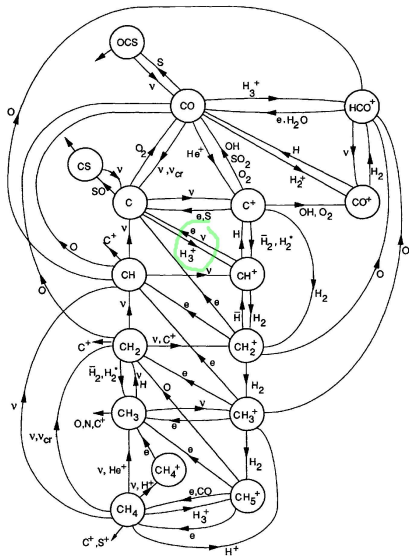 OCS
S
ν
H₃⁺
CO
HCO⁺
e,H₂O
O₂
OH
SO₂
O₂
He⁺
H
H₂⁺
ν
H₂
CS
ν
ν,νcr
O
O
SO
C
ν
C⁺
CO⁺
e,S
OH, O₂
e
ν
H₃⁺
C⁺
ν
H
H̅₂,H₂*
O
CH
ν
CH⁺
O
O
O
e
e
H̅
H₂
H₂
ν
C⁺
CH₂
ν,C⁺
CH₂⁺
H̅₂,H₂*
ν
H
O
e
e
H₂
ν
CH₃
ν
CH₃⁺
O,N,C⁺
e
ν,νcr
ν, He⁺
e
CH₄⁺
e
H₂
ν, H⁺
e,CO
CH₅⁺
CH₄
H₃⁺
e
C⁺,S⁺
H⁺